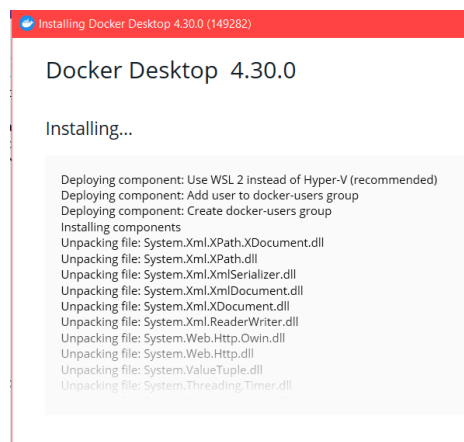 Installing Docker Desktop 4.30.0 (149282)
Docker Desktop 4.30.0
Installing...
Deploying component: Use WSL 2 instead of Hyper-V (recommended)
Deploying component: Add user to docker-users group
Deploying component: Create docker-users group
Installing components
Unpacking file: System.Xml.XPath.XDocument.dll
Unpacking file: System.Xml.XPath.dll
Unpacking file: System.Xml.XmlSerializer.dll
Unpacking file: System.Xml.XmlDocument.dll
Unpacking file: System.Xml.XDocument.dll
Unpacking file: System.Xml.ReaderWriter.dll
Unpacking file: System.Web.Http.Owin.dll
Unpacking file: System.Web.Http.dll
Unpacking file: System.ValueTuple.dll
Unpacking file: System.Threading.Timer.dll